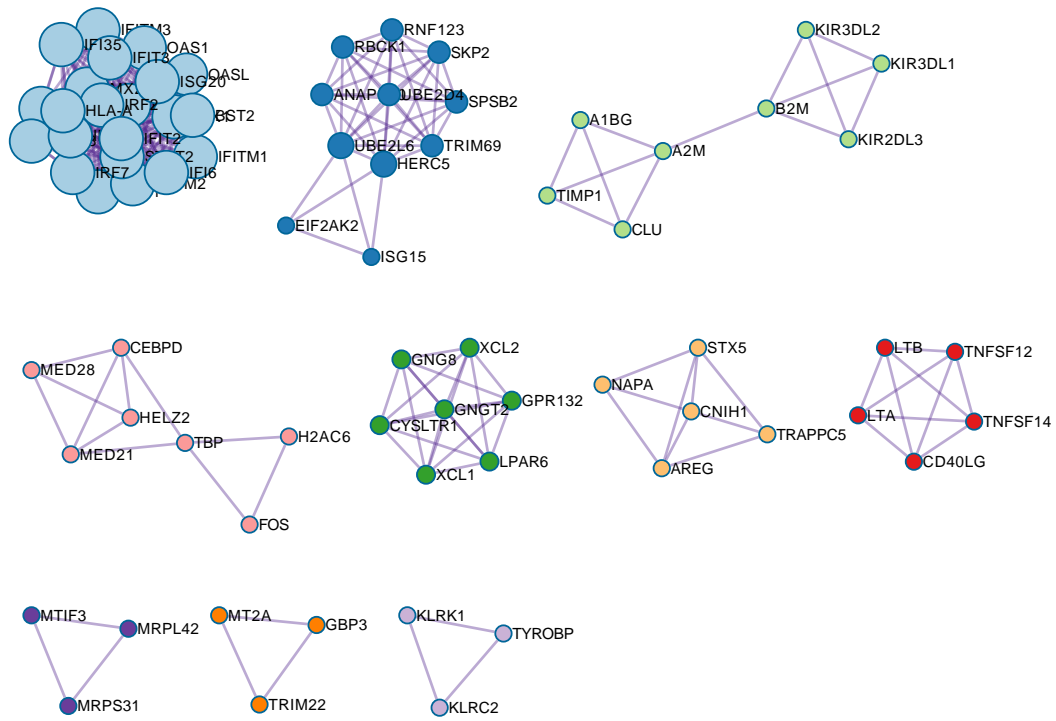 IFITM3
IFI35
OAS1
IFIT3
OASL
ISG20
IRF2
HLA-A
BST2
IFIT2
IFITM1
IFI6
IRF7
RNF123
RBCK1
SKP2
UBE2D4
SPSB2
UBE2L6
TRIM69
HERC5
EIF2AK2
ISG15
KIR3DL2
KIR3DL1
B2M
KIR2DL3
A1BG
A2M
TIMP1
CLU
CEBPD
MED28
HELZ2
TBP
H2AC6
MED21
FOS
XCL2
GNG8
GPR132
GNGT2
CYSLTR1
LPAR6
XCL1
STX5
NAPA
CNIH1
TRAPPC5
AREG
LTB
TNFSF12
LTA
TNFSF14
CD40LG
MTIF3
MRPL42
MRPS31
MT2A
GBP3
TRIM22
KLRK1
TYROBP
KLRC2